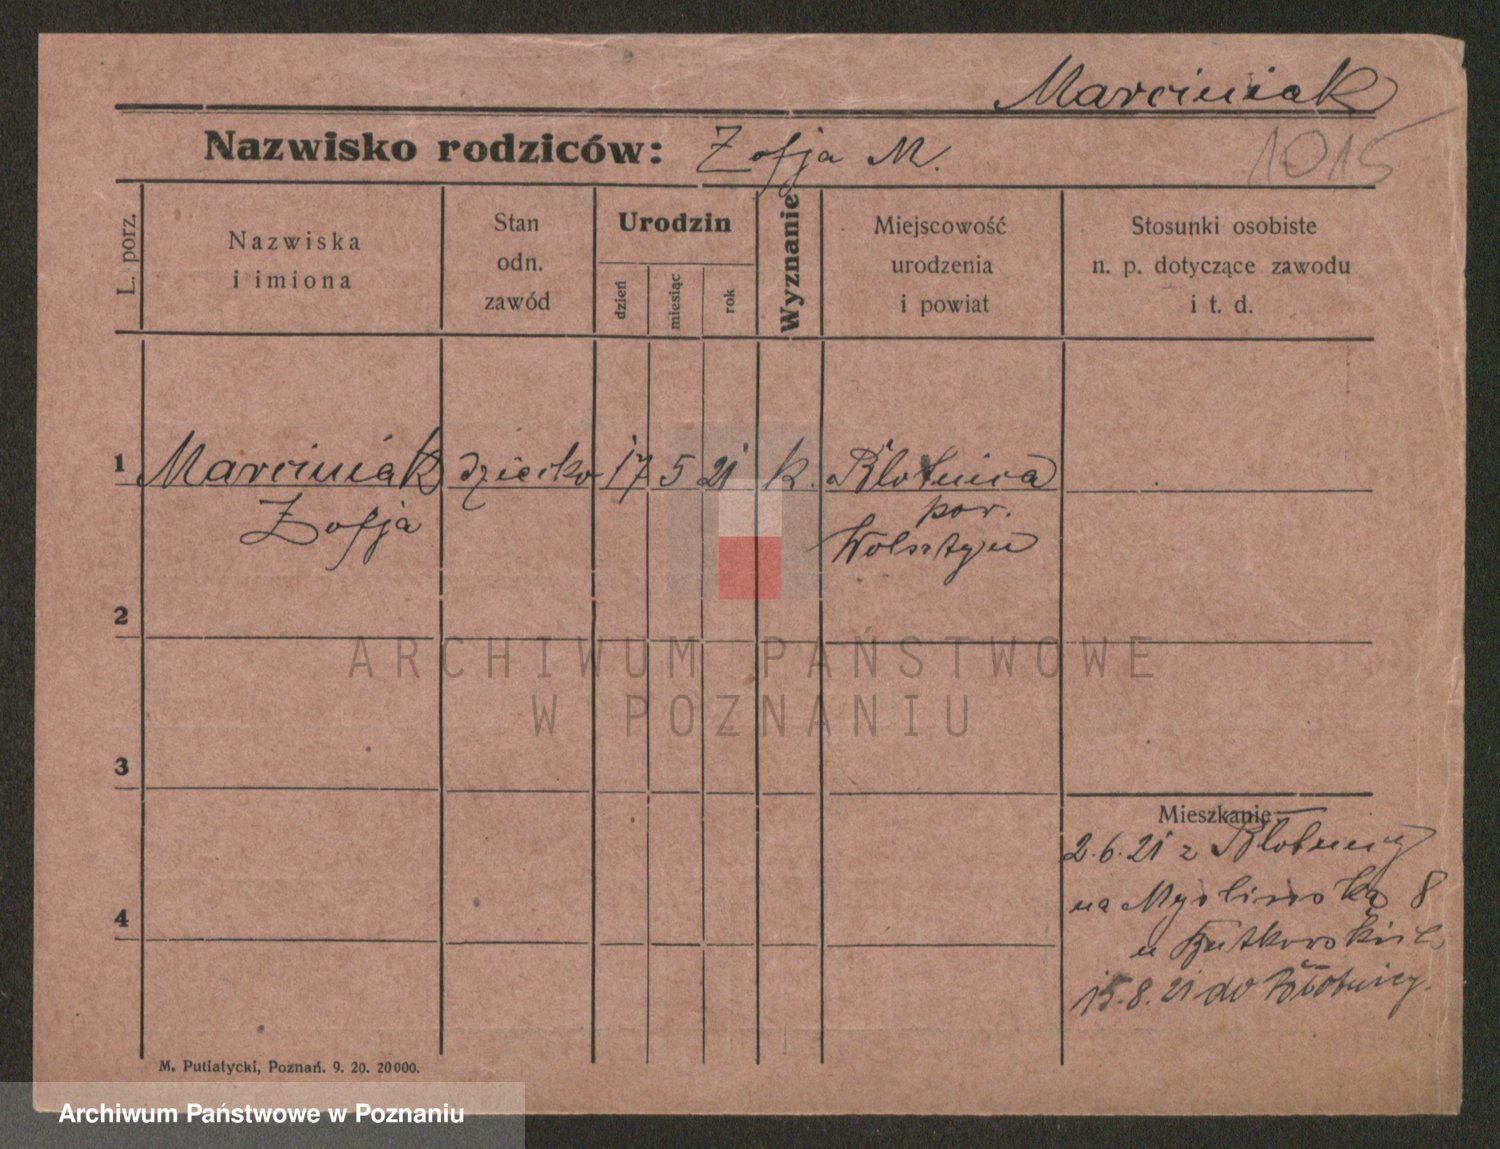 Marciniak
Nazwisko rodziców: Zofja M.
1015
L. porz.
Nazwiska
i imiona
Stan
odn.
zawód
Urodzin
dzień
miesiąc
rok
Wyznanie
Miejscowość
urodzenia
i powiat
Stosunki osobiste
n. p. dotyczące zawodu
i t. d.
1 Marciniak dziecko 17 5 21 k. Błotnica
Zofja
pow.
Wolsztyn
2
3
4
Mieszkanie
2.6.21 z Błotnicy
na Myśliwską 8
u
15.8.21 do Błotnicy.
M. Putiatycki, Poznań. 9. 20. 20000.
ARCHIWUM PAŃSTWOWE
W POZNANIU
Archiwum Państwowe w Poznaniu